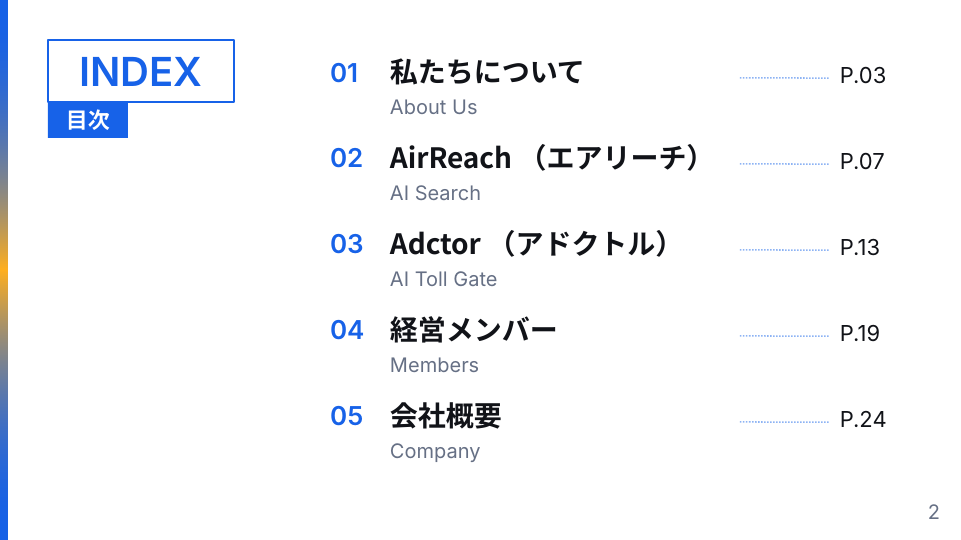 INDEX
目次
01 私たちについて P.03
About Us
02 AirReach （エアリーチ） P.07
AI Search
03 Adctor （アドクトル） P.13
AI Toll Gate
04 経営メンバー P.19
Members
05 会社概要 P.24
Company
2